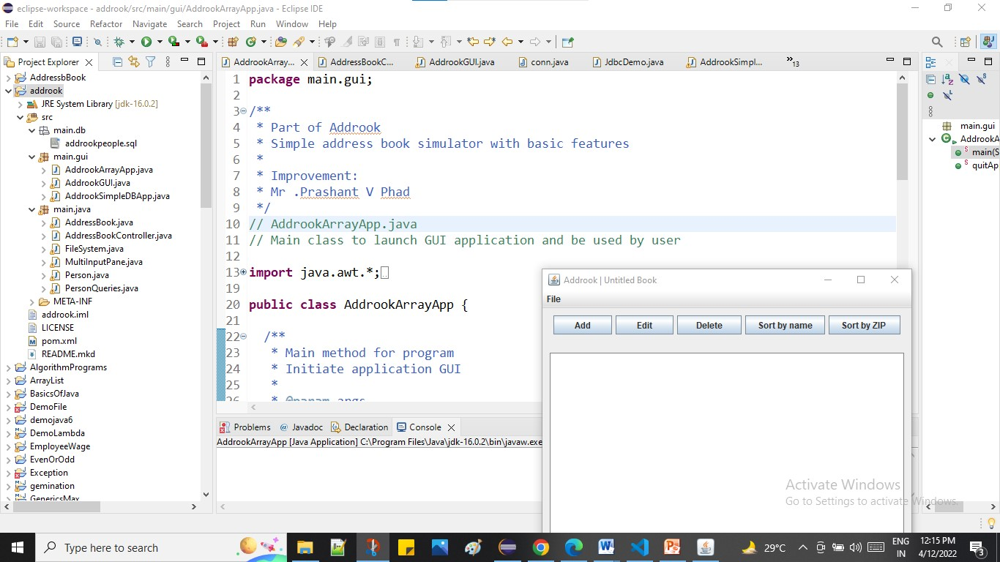 eclipse-workspace - addrook/src/main/gui/AddrookArrayApp.java - Eclipse IDE
File Edit Source Refactor Navigate Search Project Run Window Help
Project Explorer
AddressbBook
addrook
JRE System Library [jdk-16.0.2]
src
main.db
addrookpeople.sql
main.gui
AddrookArrayApp.java
AddrookGUI.java
AddrookSimpleDBApp.java
main.java
AddressBook.java
AddressBookController.java
FileSystem.java
MultiInputPane.java
Person.java
PersonQueries.java
META-INF
addrook.iml
LICENSE
pom.xml
README.mkd
AlgorithmPrograms
ArrayList
BasicsOfJava
DemoFile
demojava6
DemoLambda
EmployeeWage
EvenOrOdd
Exception
gemination
GenericsMax
AddrookArray... AddressBookC... AddrookGUI.java conn.java JdbcDemo.java AddrookSimpl... »13
1 package main.gui;
2
3 /**
4 * Part of Addrook
5 * Simple address book simulator with basic features
6 *
7 * Improvement:
8 * Mr .Prashant V Phad
9 */
10 // AddrookArrayApp.java
11 // Main class to launch GUI application and be used by user
12
13 import java.awt.*;
19
20 public class AddrookArrayApp {
21
22 /**
23 * Main method for program
24 * Initiate application GUI
25 *
26 * @param args
main.gui
AddrookA
main(S
quitAp
Problems @ Javadoc Declaration Console
AddrookArrayApp [Java Application] C:\Program Files\Java\jdk-16.0.2\bin\javaw.exe
Addrook | Untitled Book
File
Add Edit Delete Sort by name Sort by ZIP
Activate Windows
Go to Settings to activate Windows.
Type here to search
29°C
ENG
IN
12:15 PM
4/12/2022
3